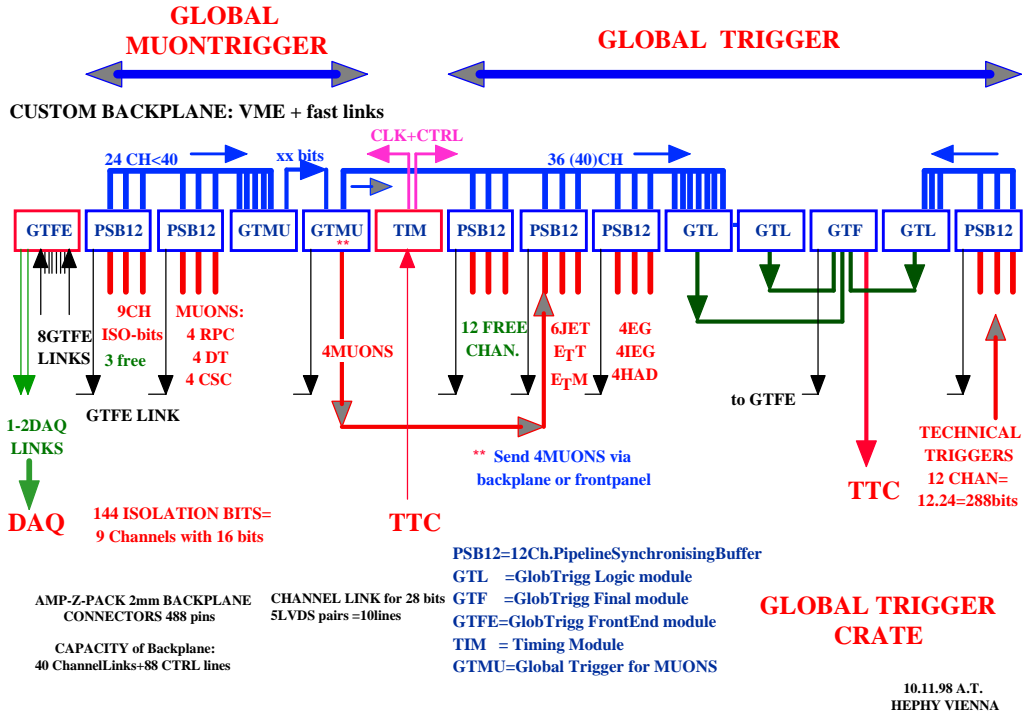 GLOBAL
MUONTRIGGER
GLOBAL TRIGGER
CUSTOM BACKPLANE: VME + fast links
CLK+CTRL
24 CH<40
xx bits
36 (40)CH
GTFE
PSB12
PSB12
GTMU
GTMU
**
TIM
PSB12
PSB12
PSB12
GTL
GTL
GTF
GTL
PSB12
8GTFE
LINKS
9CH
ISO-bits
3 free
MUONS:
4 RPC
4 DT
4 CSC
4MUONS
12 FREE
CHAN.
6JET
ETT
ETM
4EG
4IEG
4HAD
GTFE LINK
to GTFE
1-2DAQ
LINKS
DAQ
** Send 4MUONS via
backplane or frontpanel
TECHNICAL
TRIGGERS
12 CHAN=
12.24=288bits
TTC
TTC
144 ISOLATION BITS=
9 Channels with 16 bits
PSB12=12Ch.PipelineSynchronisingBuffer
GTL =GlobTrigg Logic module
GTF =GlobTrigg Final module
GTFE=GlobTrigg FrontEnd module
TIM = Timing Module
GTMU=Global Trigger for MUONS
AMP-Z-PACK 2mm BACKPLANE
CONNECTORS 488 pins
CHANNEL LINK for 28 bits
5LVDS pairs =10lines
CAPACITY of Backplane:
40 ChannelLinks+88 CTRL lines
GLOBAL TRIGGER
CRATE
10.11.98 A.T.
HEPHY VIENNA